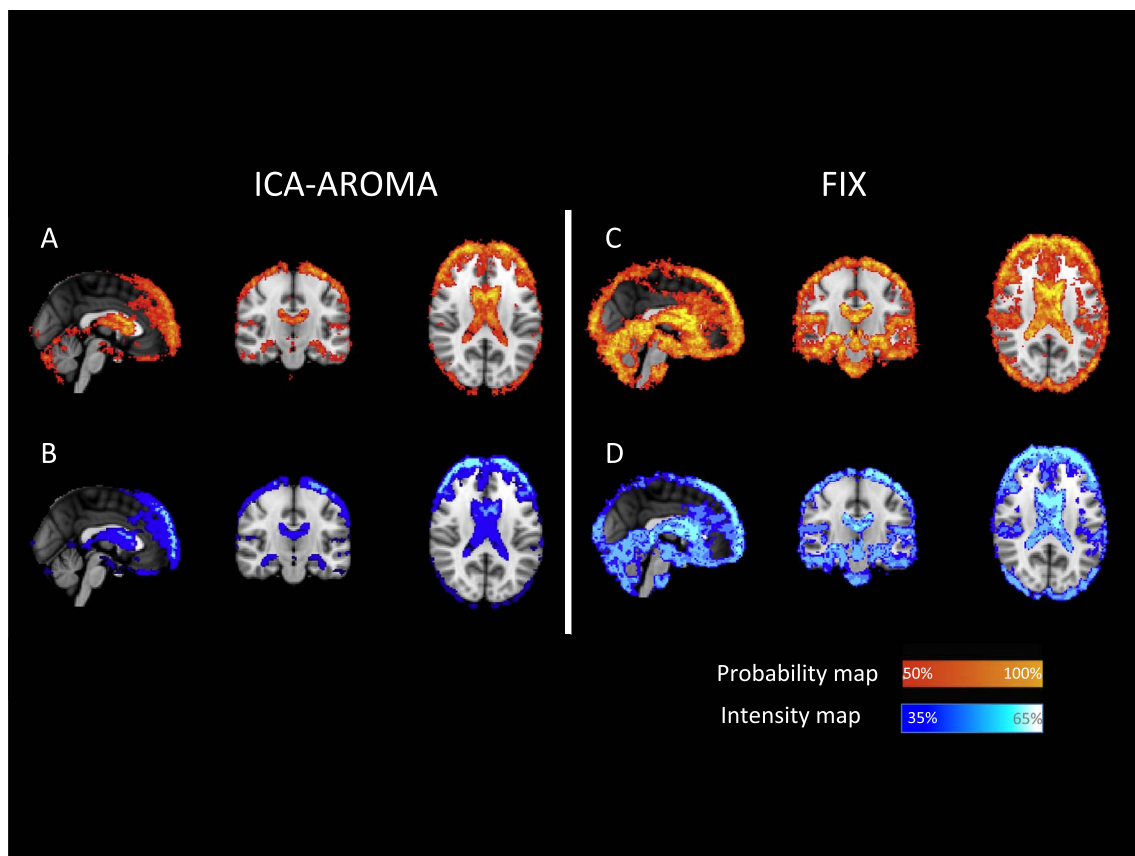 ICA-AROMA
FIX
A
C
B
D
Probability map
50%
100%
Intensity map
35%
65%